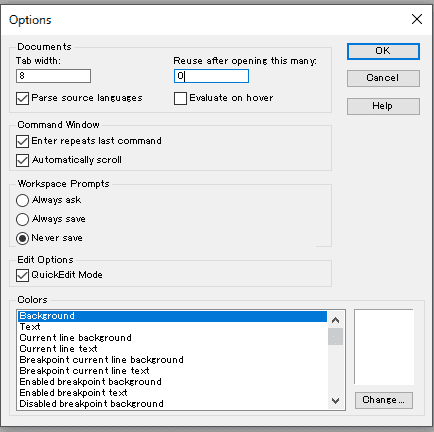 Options
Documents
Tab width:
Reuse after opening this many:
8
0
Parse source languages
Evaluate on hover
Command Window
Enter repeats last command
Automatically scroll
Workspace Prompts
Always ask
Always save
Never save
Edit Options
QuickEdit Mode
Colors
Background
Text
Current line background
Current line text
Breakpoint current line background
Breakpoint current line text
Enabled breakpoint background
Enabled breakpoint text
Disabled breakpoint background
OK
Cancel
Help
Change...